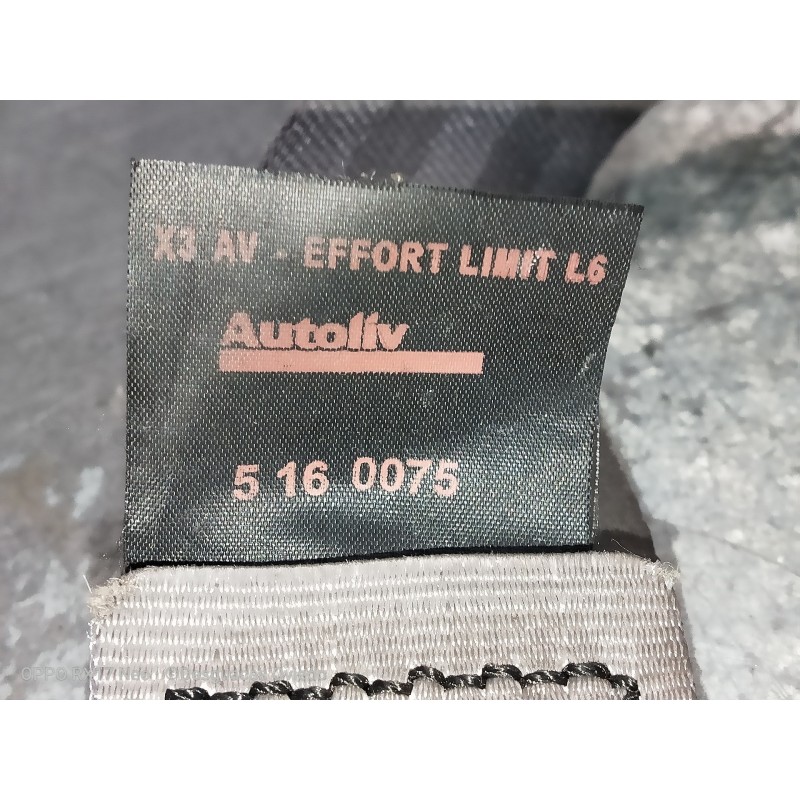 X3 AV - EFFORT LIMIT L6
Autoliv
5 16 0075